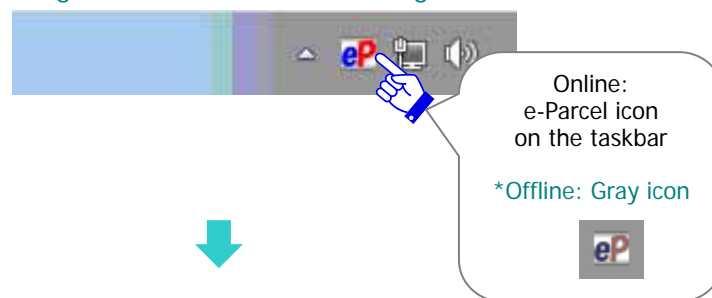 eP
Online:
e-Parcel icon
on the taskbar
*Offline: Gray icon
eP